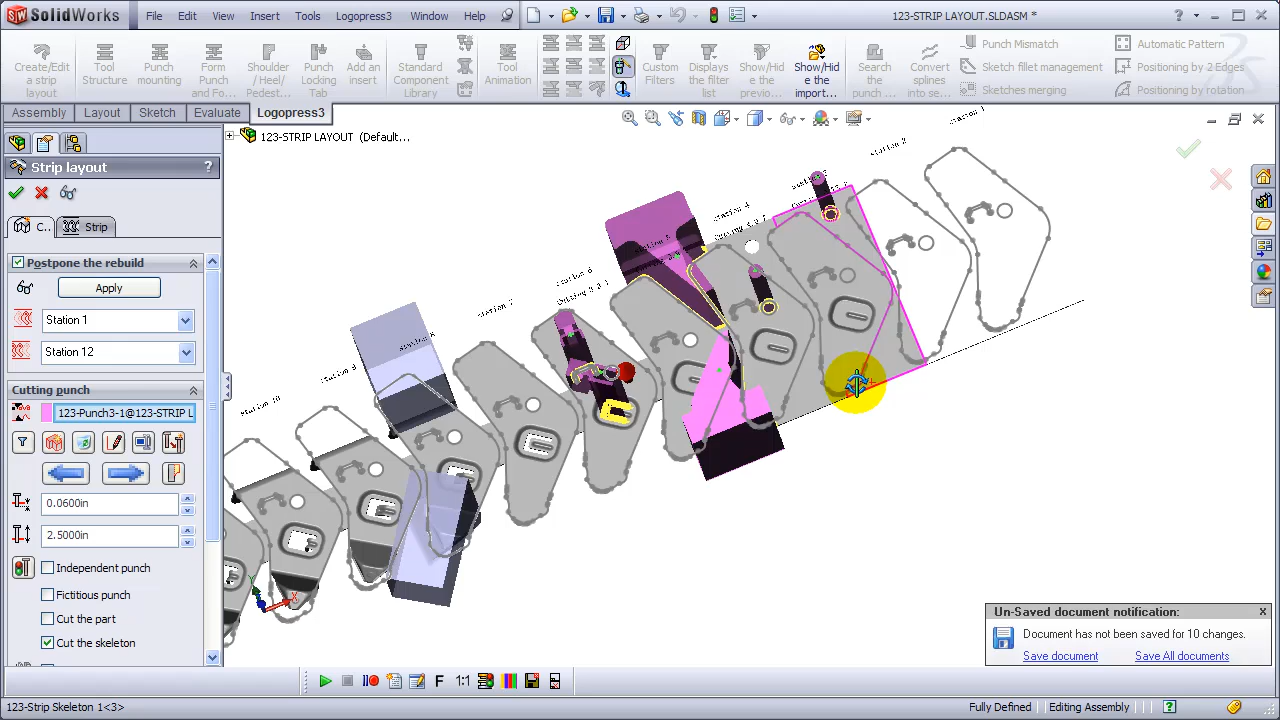 SolidWorks File Edit View Insert Tools Logopress3 Window Help 123-STRIP LAYOUT.SLDASM *
Create/Edit a strip layout
Tool Structure
Punch mounting
Form Punch and Fo...
Shoulder/ Heel/ Pedest...
Punch Locking Tab
Add an insert
Standard Component Library
Tool Animation
Custom Filters
Displays the filter list
Show/Hid e the previo...
Show/Hid e the import...
Search the punch ...
Convert splines into se...
Punch Mismatch
Sketch fillet management
Sketches merging
Automatic Pattern
Positioning by 2 Edges
Positioning by rotation
Assembly Layout Sketch Evaluate Logopress3
123-STRIP LAYOUT (Default...
Strip layout ?
C... Strip
Postpone the rebuild
Apply
Station 1
Station 12
Cutting punch
123-Punch3-1@123-STRIP L
0.0600in
2.5000in
Independent punch
Fictitious punch
Cut the part
Cut the skeleton
station 2
station 4
station 6
station 7
station 9
station 10
Y
X
Un-Saved document notification: x
Document has not been saved for 10 changes.
Save document Save All documents
F 1:1
123-Strip Skeleton 1<3> Fully Defined Editing Assembly